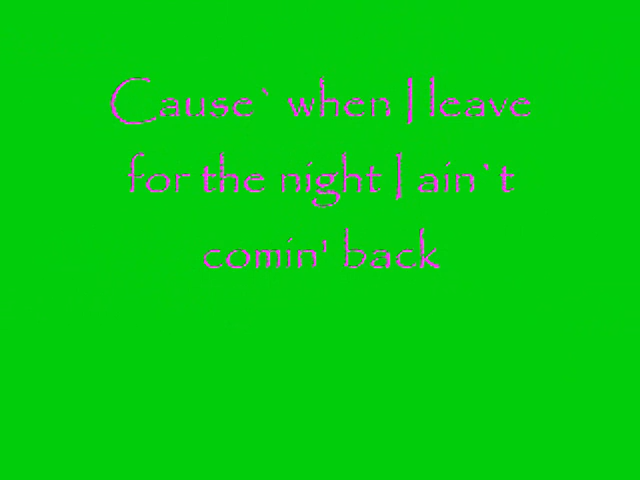 Cause` when I leave
for the night I ain`t
comin' back